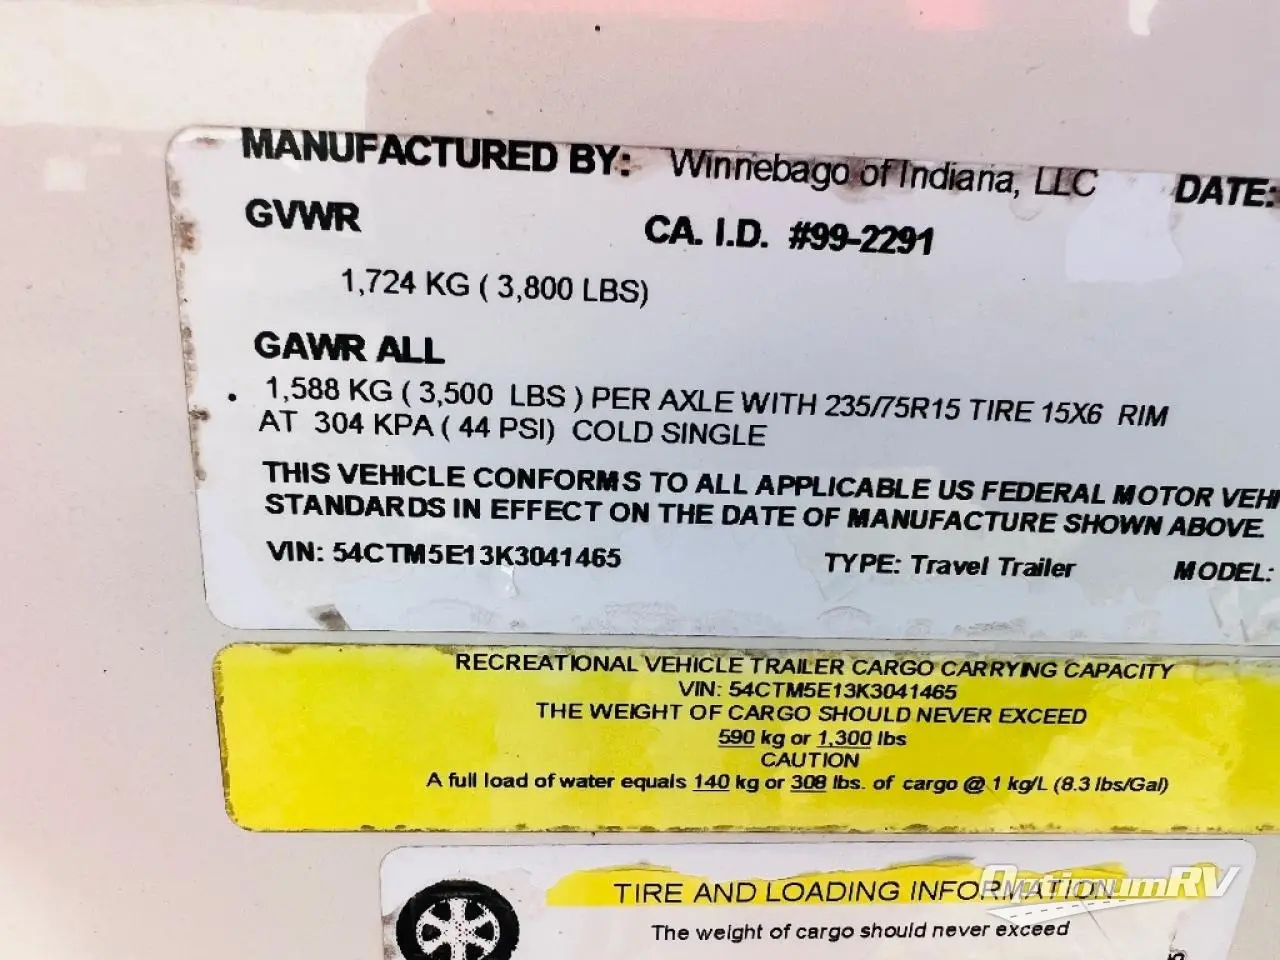 MANUFACTURED BY: Winnebago of Indiana, LLC DATE:
GVWR CA. I.D. #99-2291
1,724 KG ( 3,800 LBS)
GAWR ALL
. 1,588 KG ( 3,500 LBS ) PER AXLE WITH 235/75R15 TIRE 15X6 RIM
AT 304 KPA ( 44 PSI) COLD SINGLE
THIS VEHICLE CONFORMS TO ALL APPLICABLE US FEDERAL MOTOR VEHI
STANDARDS IN EFFECT ON THE DATE OF MANUFACTURE SHOWN ABOVE.
VIN: 54CTM5E13K3041465 TYPE: Travel Trailer MODEL:
RECREATIONAL VEHICLE TRAILER CARGO CARRYING CAPACITY
VIN: 54CTM5E13K3041465
THE WEIGHT OF CARGO SHOULD NEVER EXCEED
590 kg or 1,300 lbs
CAUTION
A full load of water equals 140 kg or 308 lbs. of cargo @ 1 kg/L (8.3 lbs/Gal)
TIRE AND LOADING INFORMATION
OptimumRV
The weight of cargo should never exceed